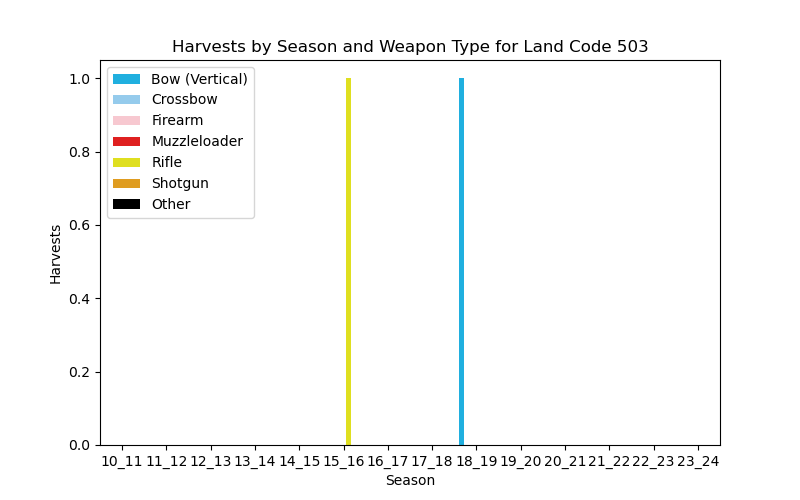 Harvests by Season and Weapon Type for Land Code 503
Bow (Vertical)
Crossbow
Firearm
Muzzleloader
Rifle
Shotgun
Other
1.0
0.8
0.6
0.4
0.2
0.0
Harvests
10_11 11_12 12_13 13_14 14_15 15_16 16_17 17_18 18_19 19_20 20_21 21_22 22_23 23_24
Season